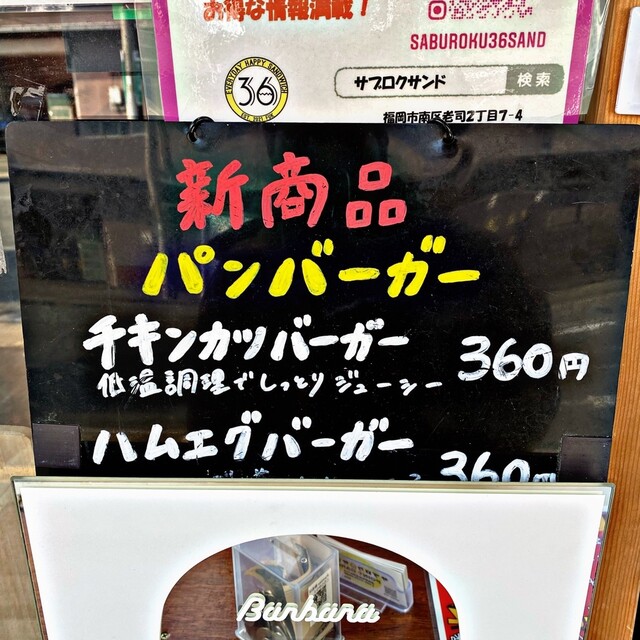 お得な情報満載！
SABUROKU36SAND
EVERYDAY HAPPY SANDWICH
36
サブロクサンド 検索
福岡市南区老司2丁目7-4
新商品
パンバーガー
チキンカツバーガー 360円
低温調理でしっとりジューシー
ハムエグバーガー 360円
Barbara